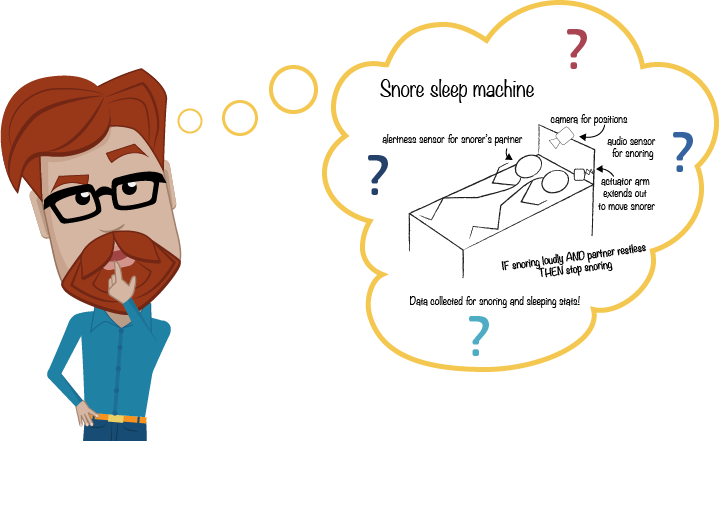 ?
Snore sleep machine
camera for positions
alertness sensor for snorer's partner
audio sensor
for snoring
?
?
actuator arm
extends out
to move snorer
IF snoring loudly AND partner restless
THEN stop snoring
Data collected for snoring and sleeping stats!
?